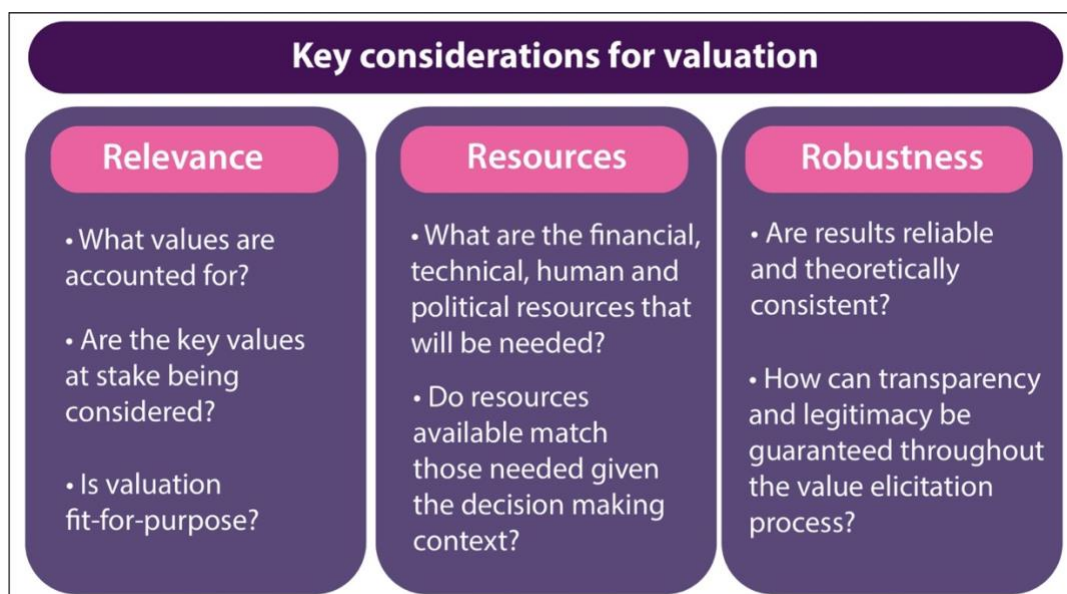 Key considerations for valuation
Relevance
• What values are
accounted for?
• Are the key values
at stake being
considered?
• Is valuation
fit-for-purpose?
Resources
• What are the financial,
technical, human and
political resources that
will be needed?
• Do resources
available match
those needed given
the decision making
context?
Robustness
• Are results reliable
and theoretically
consistent?
• How can transparency
and legitimacy be
guaranteed throughout
the value elicitation
process?